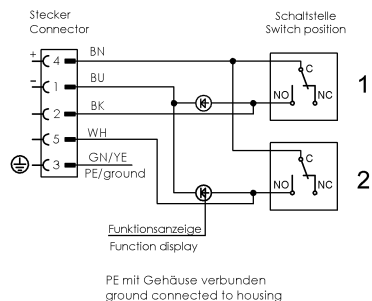 Stecker
Connector
Schaltstelle
Switch position
+ 4 BN
- 1 BU
2 BK
5 WH
3 GN/YE
PE/ground
C
NO NC
1
C
NO NC
2
Funktionsanzeige
Function display
PE mit Gehäuse verbunden
ground connected to housing